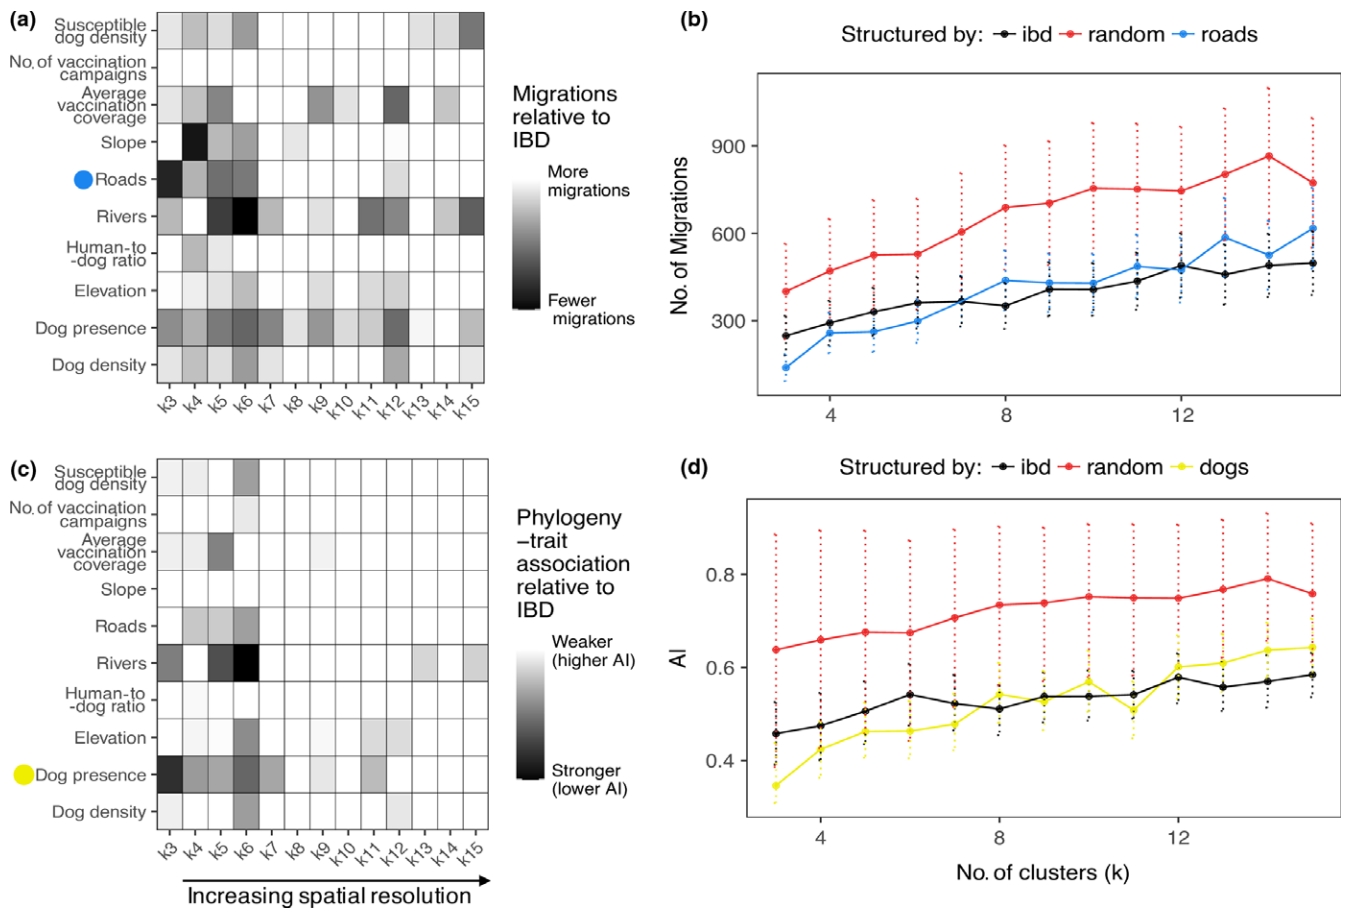 (a)
Susceptible
dog density
No. of vaccination
campaigns
Average
vaccination
coverage
Slope
Roads
Rivers
Human-to
-dog ratio
Elevation
Dog presence
Dog density
k3 k4 k5 k6 k7 k8 k9 k10 k11 k12 k13 k14 k15
Migrations
relative to
IBD
More
migrations
Fewer
migrations
(b)
Structured by: ibd random roads
No. of Migrations
900
600
300
4 8 12
(c)
Susceptible
dog density
No. of vaccination
campaigns
Average
vaccination
coverage
Slope
Roads
Rivers
Human-to
-dog ratio
Elevation
Dog presence
Dog density
k3 k4 k5 k6 k7 k8 k9 k10 k11 k12 k13 k14 k15
Increasing spatial resolution
Phylogeny
-trait
association
relative to
IBD
Weaker
(higher AI)
Stronger
(lower AI)
(d)
Structured by: ibd random dogs
AI
0.8
0.6
0.4
4 8 12
No. of clusters (k)